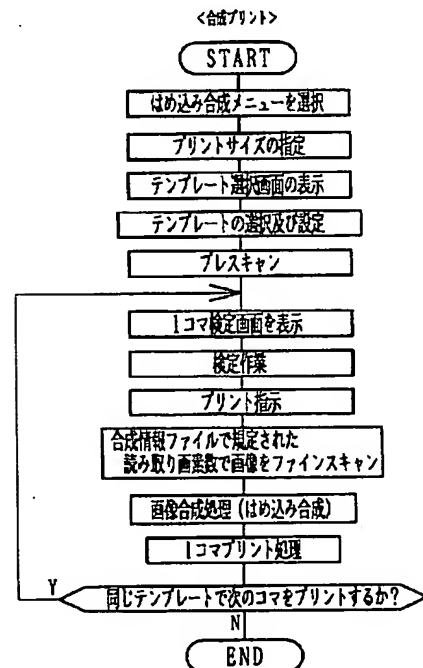 <合成プリント>
START
はめ込み合成メニューを選択
プリントサイズの指定
テンプレート選択画面の表示
テンプレートの選択及び設定
プレスキャン
1コマ検定画面を表示
検定作業
プリント指示
合成情報ファイルで規定された
読み取り画素数で画像をファインスキャン
画像合成処理(はめ込み合成)
1コマプリント処理
同じテンプレートで次のコマをプリントするか?
Y
N
END